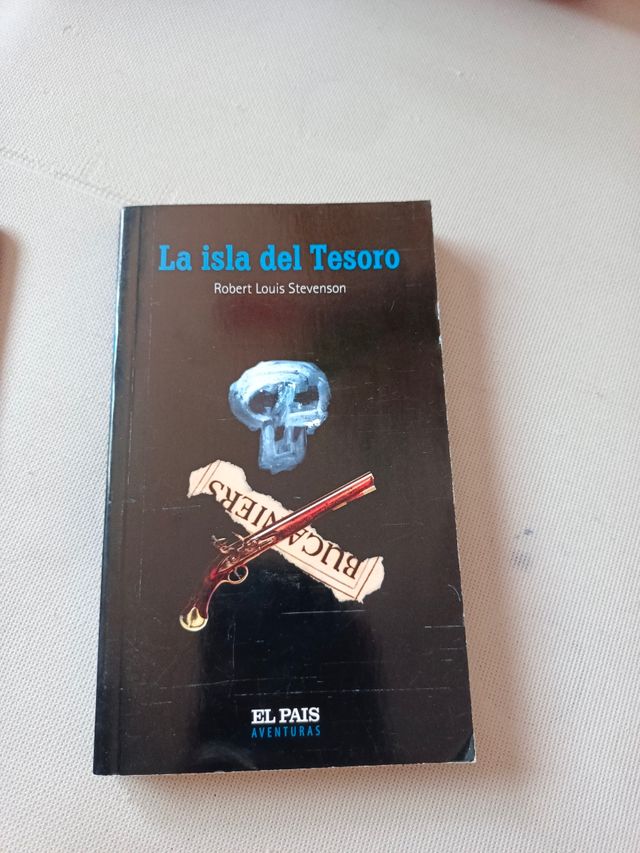 La isla del Tesoro
Robert Louis Stevenson
BUCANIERS
EL PAIS
AVENTURAS